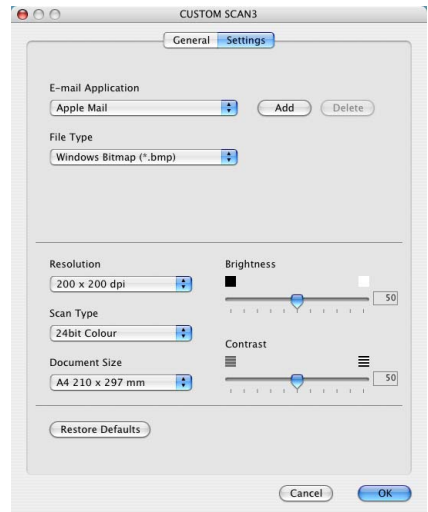 CUSTOM SCAN3
General Settings
E-mail Application
Apple Mail Add Delete
File Type
Windows Bitmap (*.bmp)
Resolution Brightness
200 x 200 dpi
50
Scan Type
24bit Colour
Contrast
Document Size
A4 210 x 297 mm 50
Restore Defaults
Cancel OK